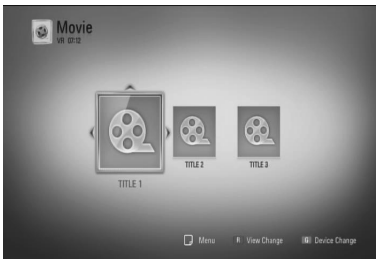 Movie
VR 07.12
TITLE 1
TITLE 2
TITLE 3
Menu
R View Change
G Device Change